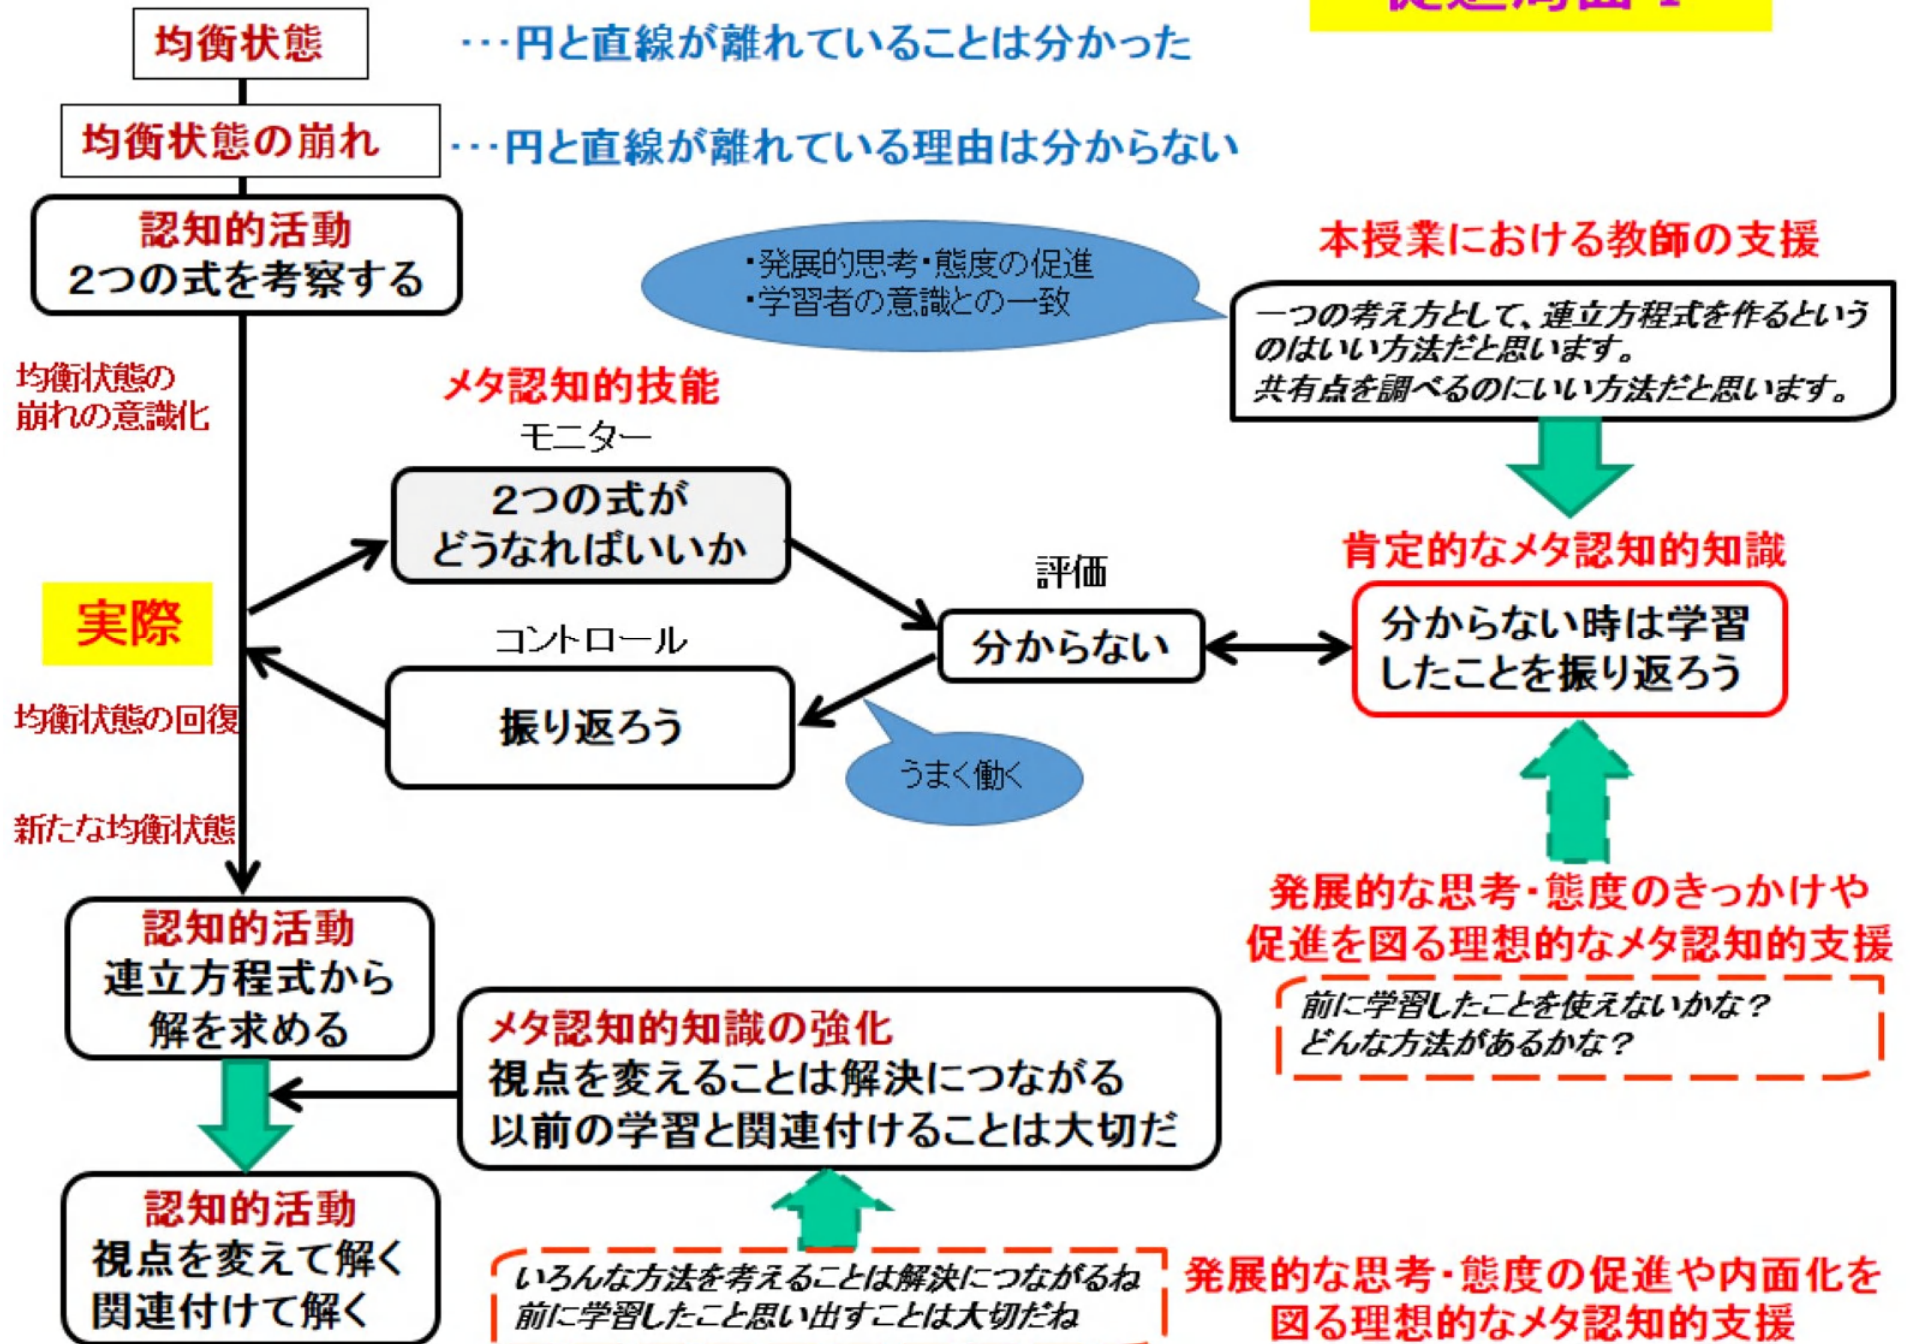 均衡状態
･･･円と直線が離れていることは分かった
均衡状態の崩れ
･･･円と直線が離れている理由は分からない
認知的活動
2つの式を考察する
・発展的思考・態度の促進
・学習者の意識との一致
本授業における教師の支援
一つの考え方として、連立方程式を作るという
のはいい方法だと思います。
共有点を調べるのにいい方法だと思います。
均衡状態の
崩れの意識化
メタ認知的技能
モニター
2つの式が
どうなればいいか
肯定的なメタ認知的知識
評価
実際
コントロール
分からない
分からない時は学習
したことを振り返ろう
均衡状態の回復
振り返ろう
うまく働く
新たな均衡状態
発展的な思考・態度のきっかけや
促進を図る理想的なメタ認知的支援
前に学習したことを使えないかな？
どんな方法があるかな？
認知的活動
連立方程式から
解を求める
メタ認知的知識の強化
視点を変えることは解決につながる
以前の学習と関連付けることは大切だ
認知的活動
視点を変えて解く
関連付けて解く
いろんな方法を考えることは解決につながるね
前に学習したこと思い出すことは大切だね
発展的な思考・態度の促進や内面化を
図る理想的なメタ認知的支援